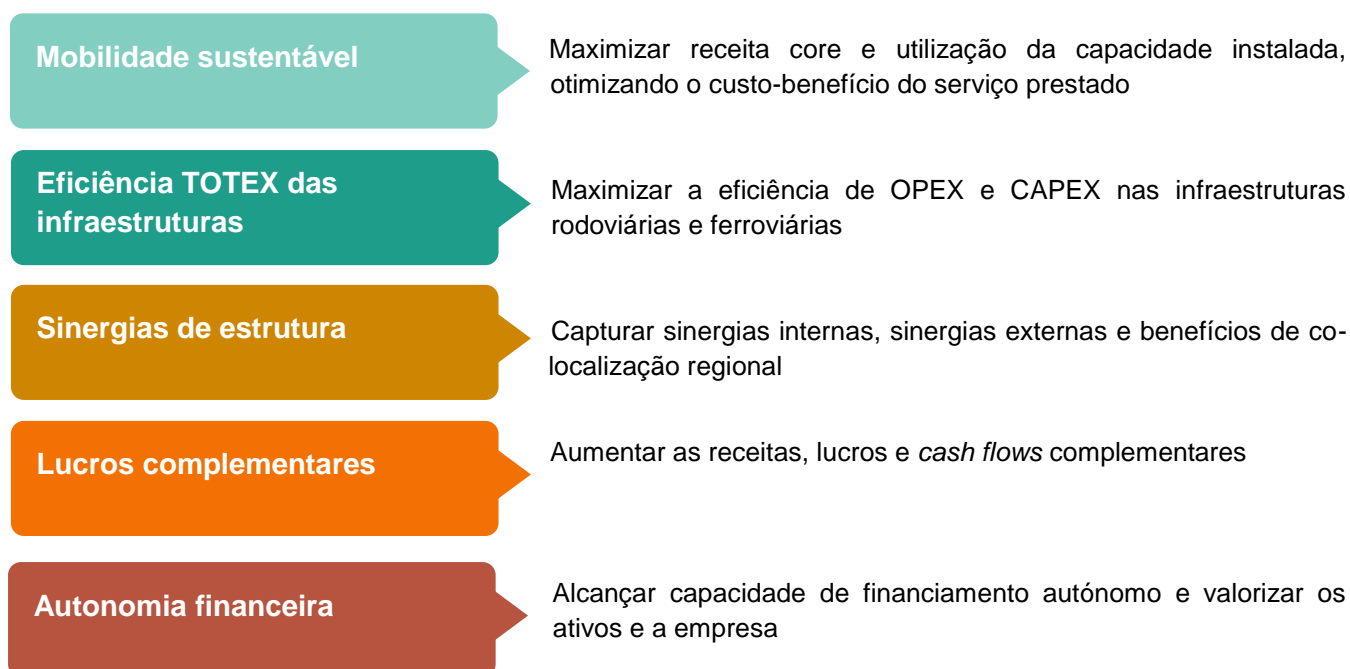 Mobilidade sustentável
Maximizar receita core e utilização da capacidade instalada,
otimizando o custo-benefício do serviço prestado
Eficiência TOTEX das
infraestruturas
Maximizar a eficiência de OPEX e CAPEX nas infraestruturas
rodoviárias e ferroviárias
Sinergias de estrutura
Capturar sinergias internas, sinergias externas e benefícios de co-
localização regional
Lucros complementares
Aumentar as receitas, lucros e cash flows complementares
Autonomia financeira
Alcançar capacidade de financiamento autónomo e valorizar os
ativos e a empresa